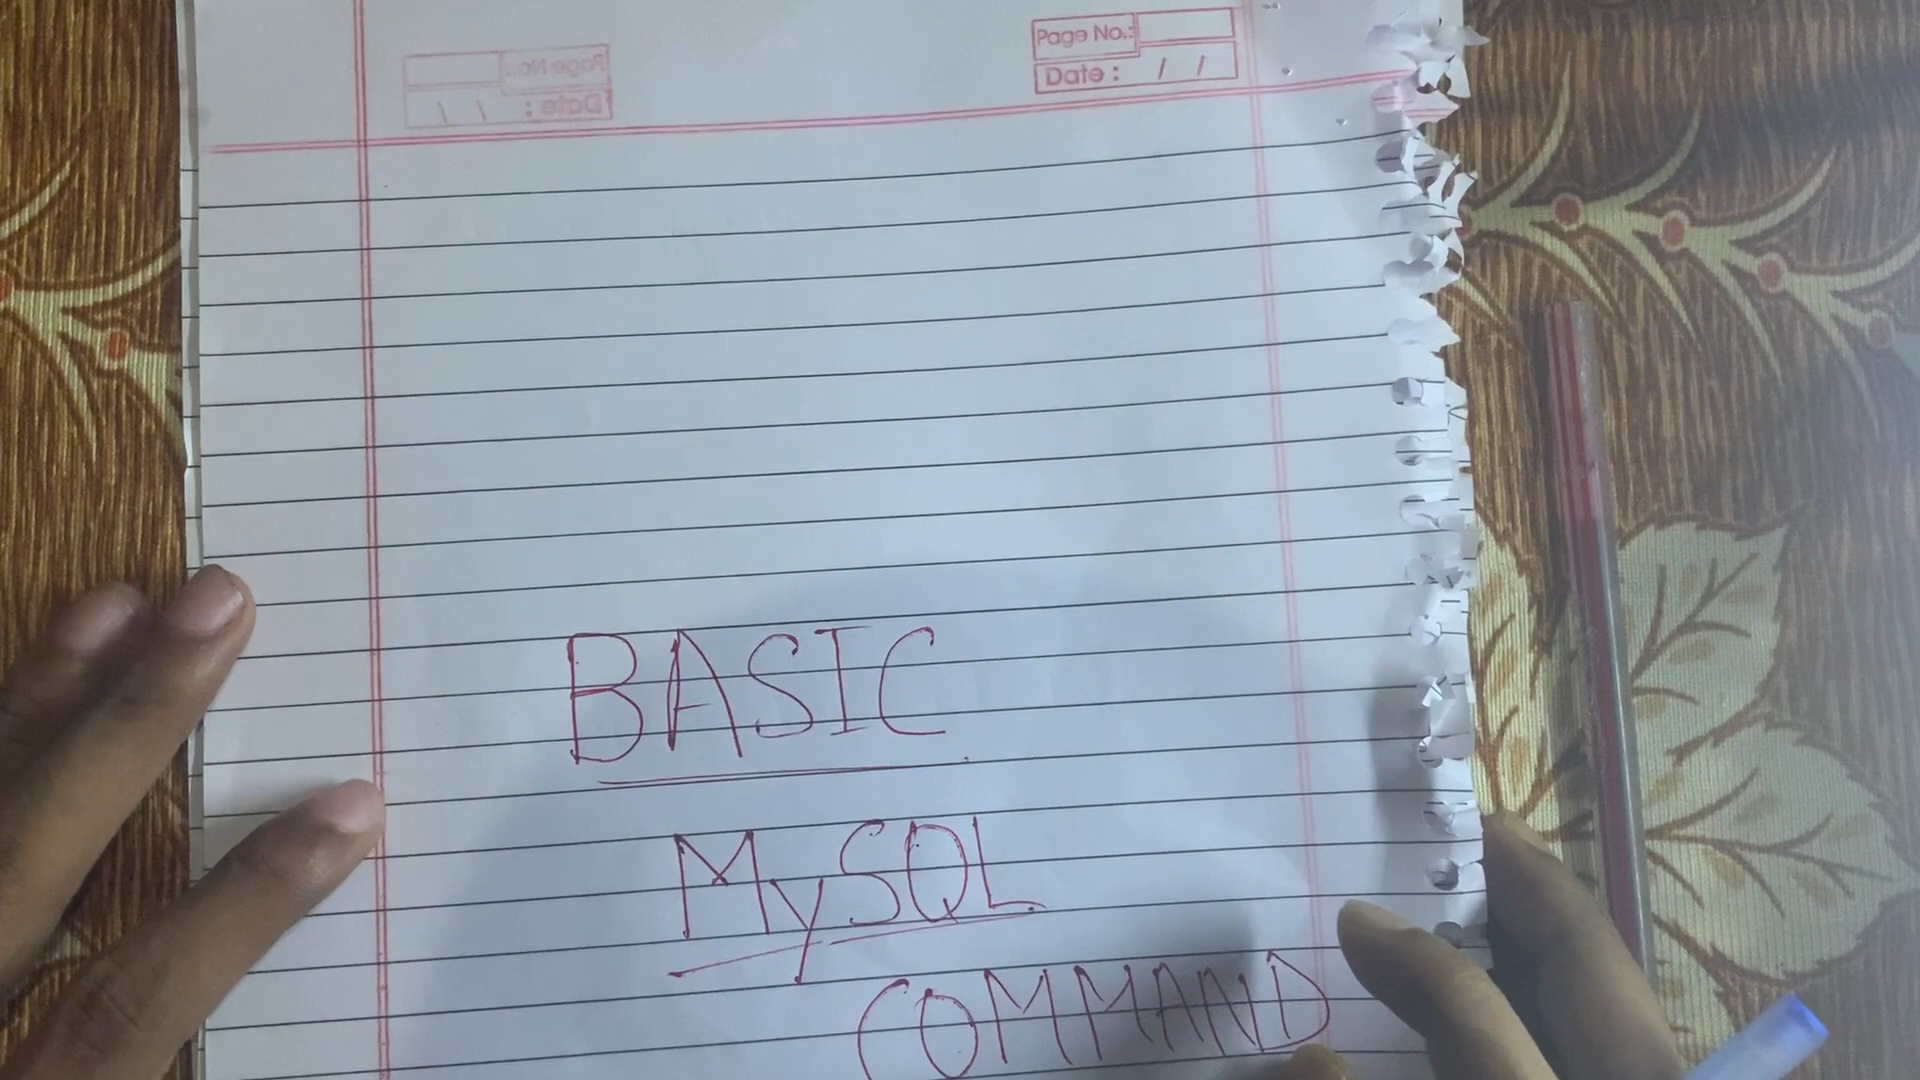 Page No.:
Date : / /
BASIC
MySQL
COMMAND